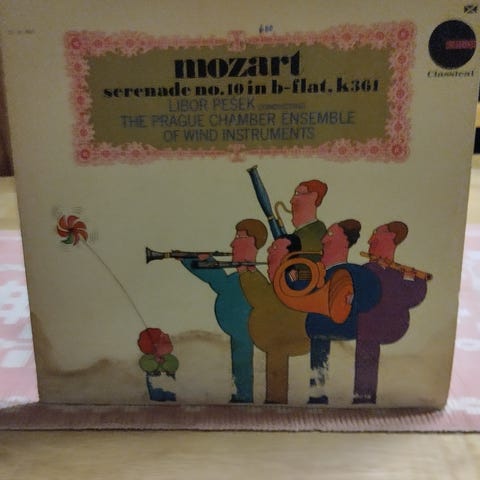 mozart
serenade no. 10 in b-flat, k361
LIBOR PEŠEK (CONDUCTING)
THE PRAGUE CHAMBER ENSEMBLE
OF WIND INSTRUMENTS
Classical